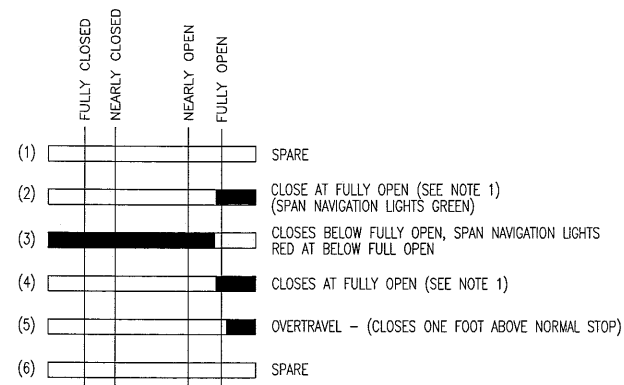 FULLY CLOSED
NEARLY CLOSED
NEARLY OPEN
FULLY OPEN
(1) SPARE
(2) CLOSE AT FULLY OPEN (SEE NOTE 1)
(SPAN NAVIGATION LIGHTS GREEN)
(3) CLOSES BELOW FULLY OPEN, SPAN NAVIGATION LIGHTS
RED AT BELOW FULL OPEN
(4) CLOSES AT FULLY OPEN (SEE NOTE 1)
(5) OVERTRAVEL – (CLOSES ONE FOOT ABOVE NORMAL STOP)
(6) SPARE